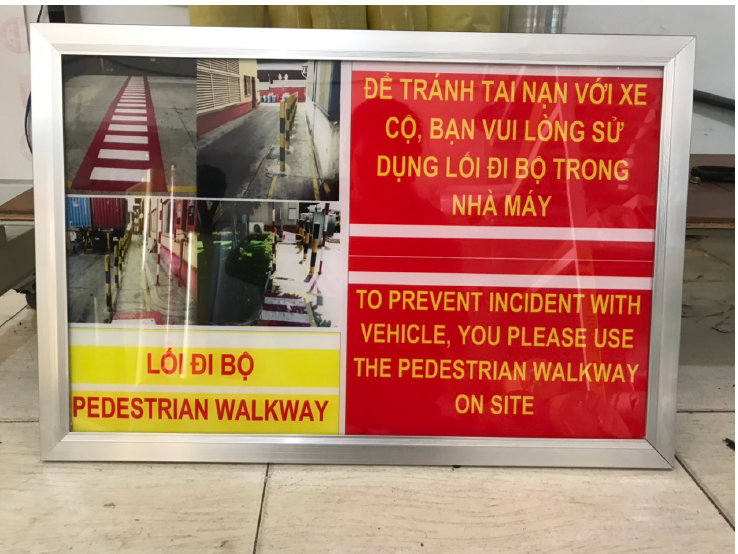 LỐI ĐI BỘ
PEDESTRIAN WALKWAY
ĐỂ TRÁNH TAI NẠN VỚI XE
CỘ, BẠN VUI LÒNG SỬ
DỤNG LỐI ĐI BỘ TRONG
NHÀ MÁY
TO PREVENT INCIDENT WITH
VEHICLE, YOU PLEASE USE
THE PEDESTRIAN WALKWAY
ON SITE